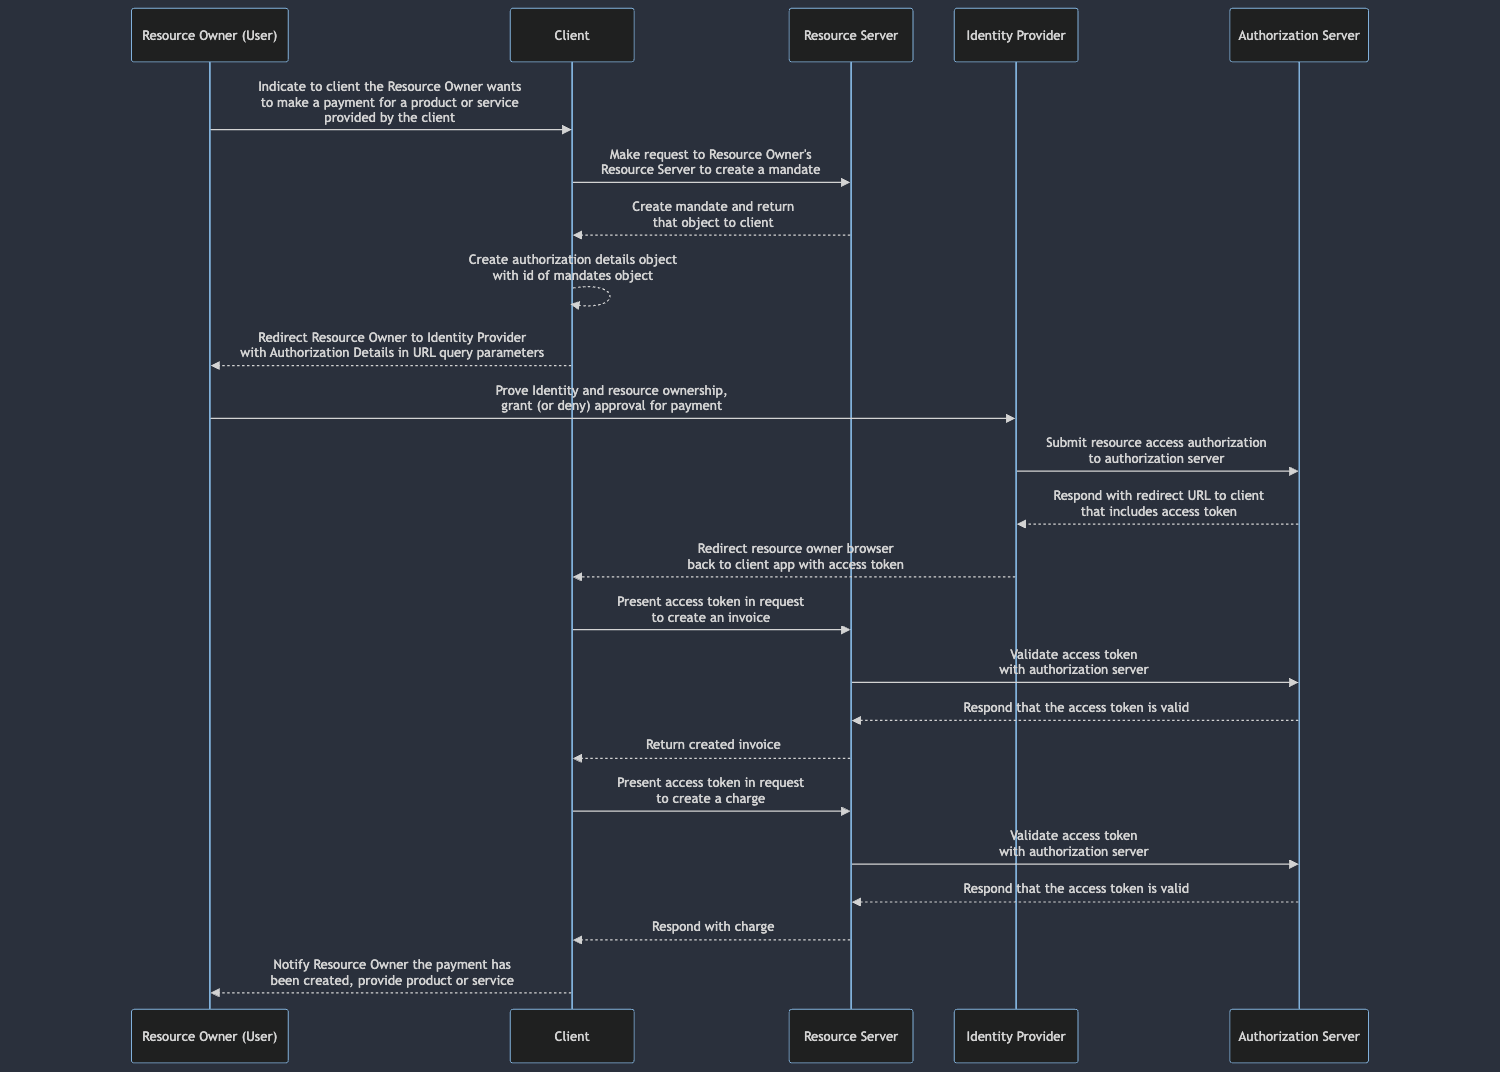 Resource Owner (User)
Client
Resource Server
Identity Provider
Authorization Server
Indicate to client the Resource Owner wants
to make a payment for a product or service
provided by the client
Make request to Resource Owner's
Resource Server to create a mandate
Create mandate and return
that object to client
Create authorization details object
with id of mandates object
Redirect Resource Owner to Identity Provider
with Authorization Details in URL query parameters
Prove Identity and resource ownership,
grant (or deny) approval for payment
Submit resource access authorization
to authorization server
Respond with redirect URL to client
that includes access token
Redirect resource owner browser
back to client app with access token
Present access token in request
to create an invoice
Validate access token
with authorization server
Respond that the access token is valid
Return created invoice
Present access token in request
to create a charge
Validate access token
with authorization server
Respond that the access token is valid
Respond with charge
Notify Resource Owner the payment has
been created, provide product or service
Resource Owner (User)
Client
Resource Server
Identity Provider
Authorization Server